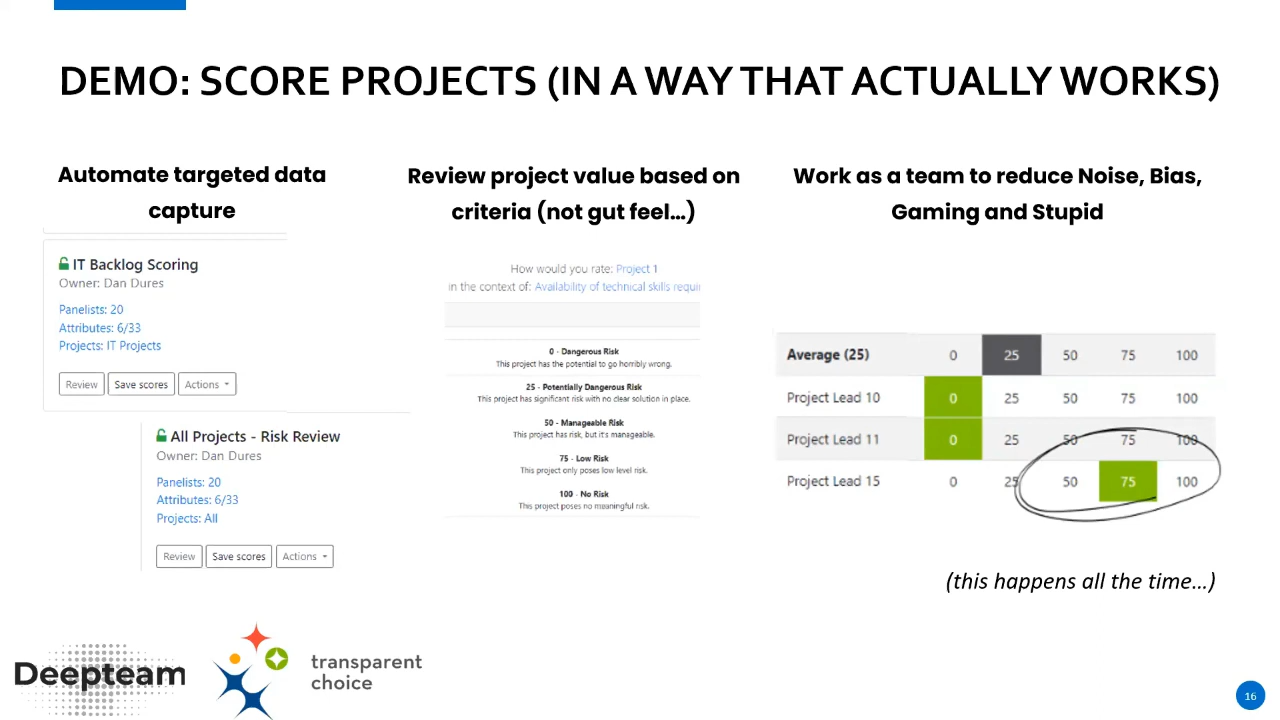 DEMO: SCORE PROJECTS (IN A WAY THAT ACTUALLY WORKS)
Automate targeted data
capture
IT Backlog Scoring
Owner: Dan Dures
Panelists: 20
Attributes: 6/33
Projects: IT Projects
Review Save scores Actions
All Projects - Risk Review
Owner: Dan Dures
Panelists: 20
Attributes: 6/33
Projects: All
Review Save scores Actions
Review project value based on
criteria (not gut feel...)
How would you rate: Project 1
in the context of: Availability of technical skills requi
0 - Dangerous Risk
This project has the potential to go horribly wrong.
25 - Potentially Dangerous Risk
This project has significant risk with no clear solution in place.
50 - Manageable Risk
This project has risk, but it's manageable.
75 - Low Risk
This project only poses low level risk.
100 - No Risk
This project poses no meaningful risk.
Work as a team to reduce Noise, Bias,
Gaming and Stupid
Average (25) 0 25 50 75 100
Project Lead 10 0 25 50 75 100
Project Lead 11 0 25 50 75 100
Project Lead 15 0 25 50 75 100
(this happens all the time...)
Deepteam
transparent
choice
16